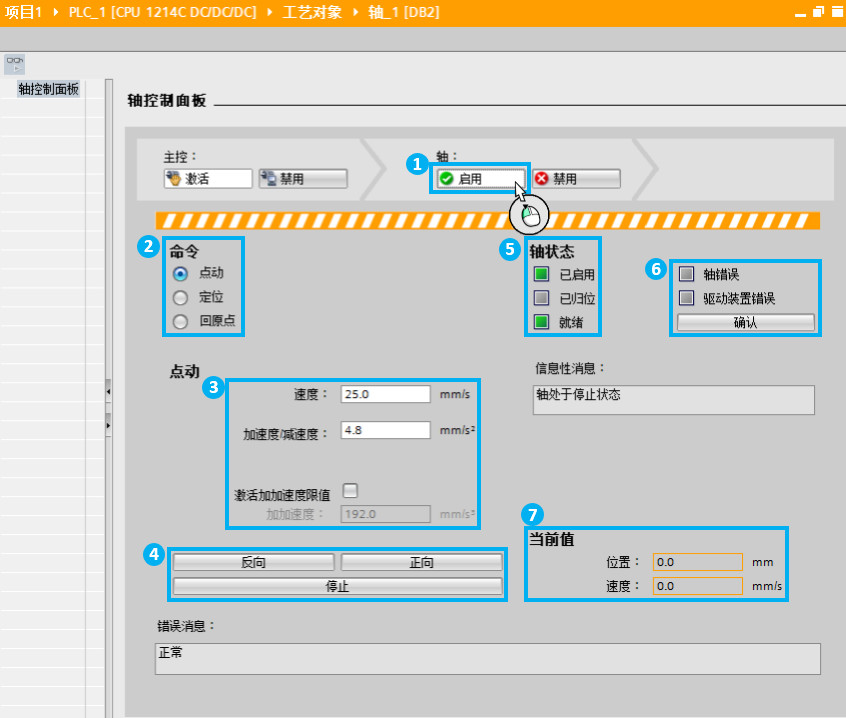 项目1 ▸ PLC_1 [CPU 1214C DC/DC/DC] ▸ 工艺对象 ▸ 轴_1 [DB2]
轴控制面板
轴控制面板
主控：
轴：
1
激活
禁用
启用
禁用
2
命令
点动
定位
回原点
5
轴状态
已启用
已归位
就绪
6
轴错误
驱动装置错误
确认
点动
3
速度： 25.0 mm/s
加速度/减速度： 4.8 mm/s²
激活加加速度限值
加加速度： 192.0 mm/s³
信息性消息：
轴处于停止状态
4
反向
正向
停止
7
当前值
位置： 0.0 mm
速度： 0.0 mm/s
错误消息：
正常